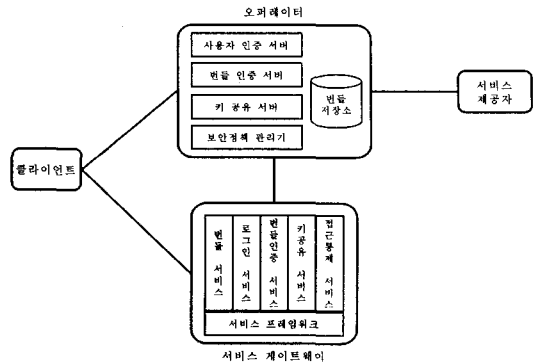 오퍼레이터
사용자 인증 서버
번들 인증 서버
키 공유 서버
보안정책 관리기
번들
저장소
서비스
제공자
클라이언트
번들 서비스
로그인 서비스
번들인증 서비스
키공유 서비스
접근통제 서비스
서비스 프레임워크
서비스 게이트웨이